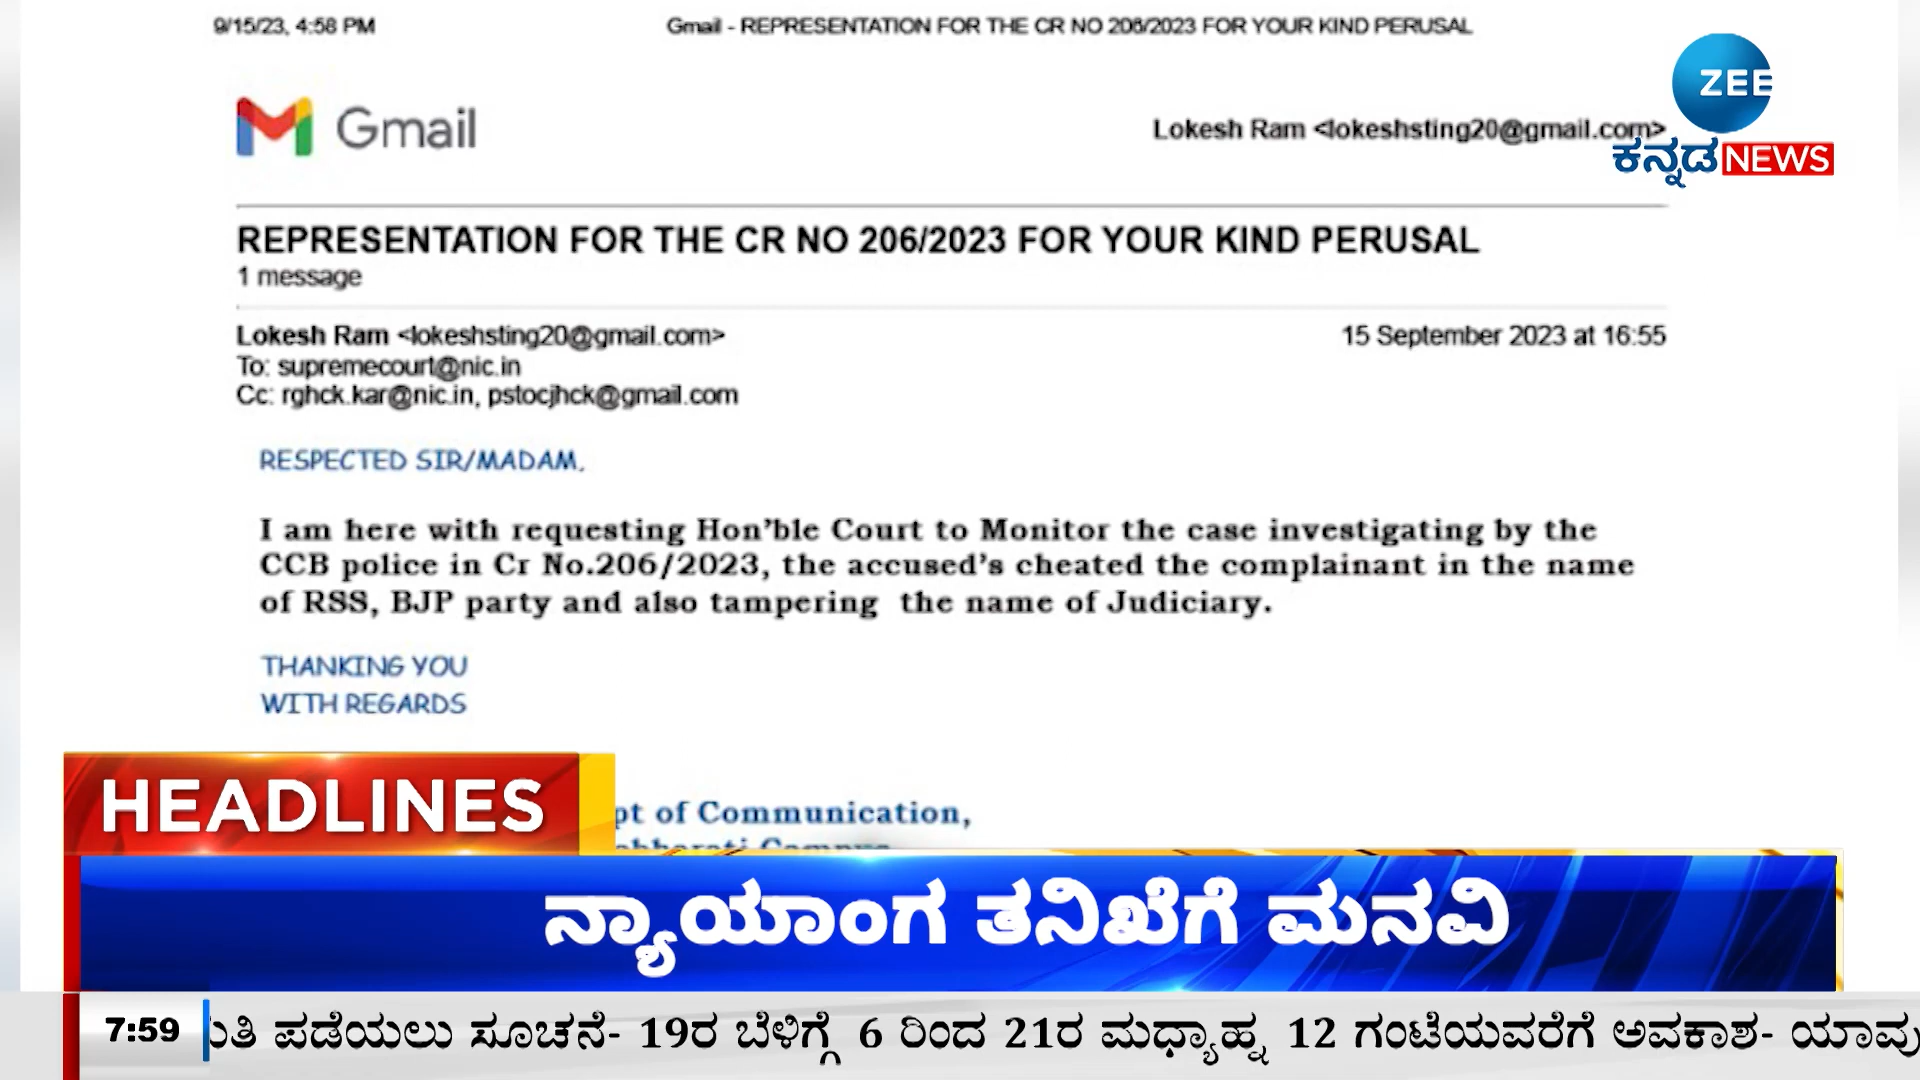 9/15/23, 4:58 PM
Gmail - REPRESENTATION FOR THE CR NO 206/2023 FOR YOUR KIND PERUSAL
ZEE
ಕನ್ನಡ NEWS
Gmail
Lokesh Ram <lokeshsting20@gmail.com>
REPRESENTATION FOR THE CR NO 206/2023 FOR YOUR KIND PERUSAL
1 message
Lokesh Ram <lokeshsting20@gmail.com>
15 September 2023 at 16:55
To: supremecourt@nic.in
Cc: rghck.kar@nic.in, pstocjhck@gmail.com
RESPECTED SIR/MADAM,
I am here with requesting Hon'ble Court to Monitor the case investigating by the
CCB police in Cr No.206/2023, the accused's cheated the complainant in the name
of RSS, BJP party and also tampering the name of Judiciary.
THANKING YOU
WITH REGARDS
HEADLINES
pt of Communication,
ನ್ಯಾಯಾಂಗ ತನಿಖೆಗೆ ಮನವಿ
7:59
ಪಡೆಯಲು ಸೂಚನೆ- 19ರ ಬೆಳಿಗ್ಗೆ 6 ರಿಂದ 21ರ ಮಧ್ಯಾಹ್ನ 12 ಗಂಟೆಯವರೆಗೆ ಅವಕಾಶ-